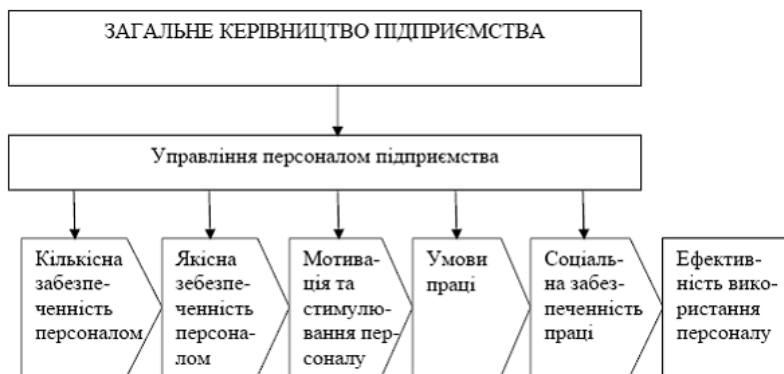 ЗАГАЛЬНЕ КЕРІВНИЦТВО ПІДПРИЄМСТВА
Управління персоналом підприємства
Кількісна
забезпе-
ченність
персоналом
Якісна
зебезпе-
ченність
персона-
лом
Мотива-
ція та
стимулю-
вання пер-
соналу
Умови
праці
Соціаль-
на забез-
печенність
праці
Ефектив-
ність вико-
ристання
персоналу